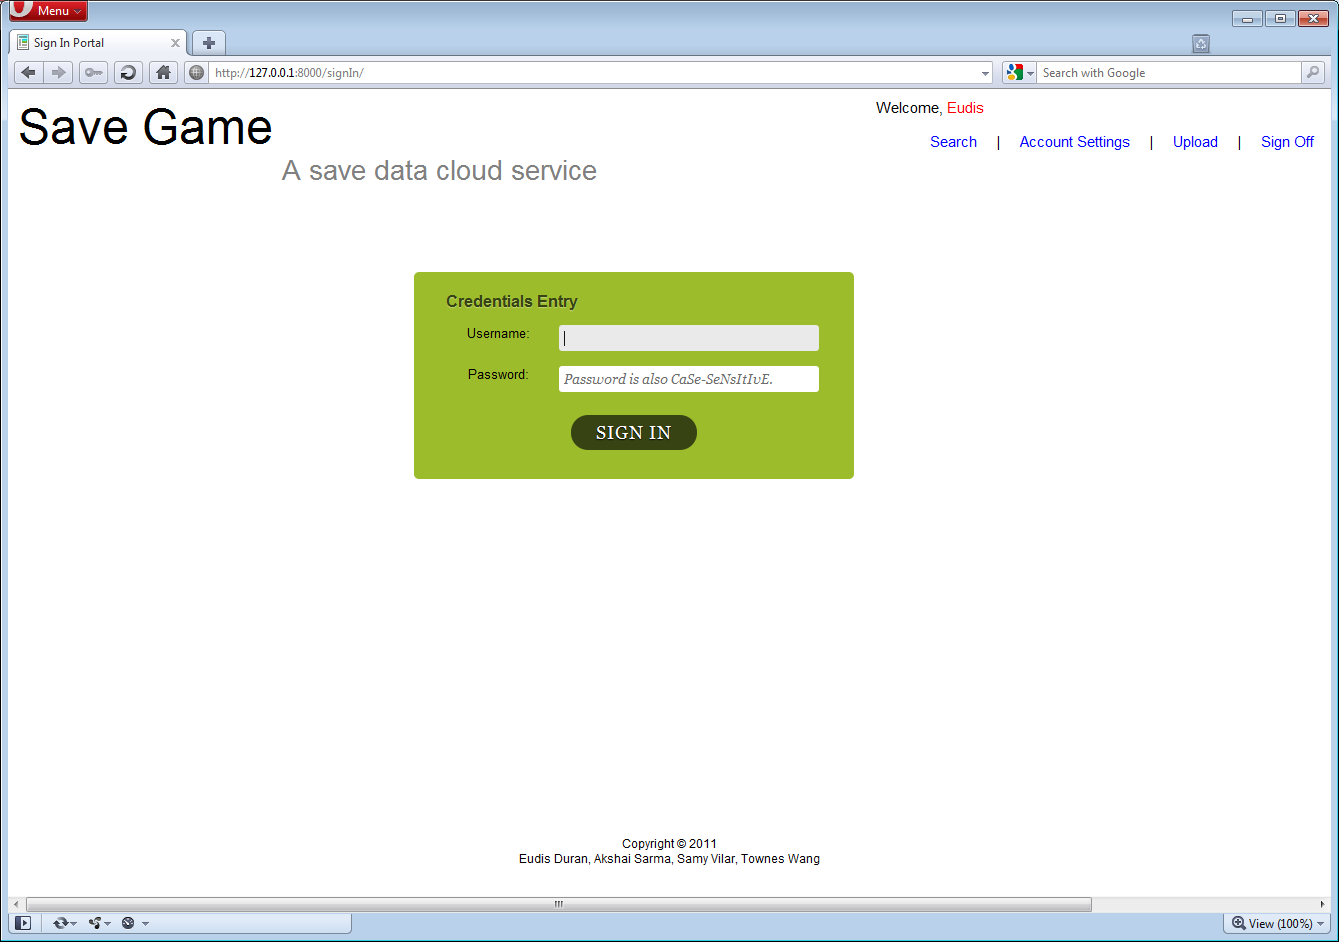 Menu
Sign In Portal
http://127.0.0.1:8000/signIn/
Search with Google
Save Game
Welcome, Eudis
Search | Account Settings | Upload | Sign Off
A save data cloud service
Credentials Entry
Username:
Password: Password is also CaSe-SeNsItIvE.
SIGN IN
Copyright © 2011
Eudis Duran, Akshai Sarma, Samy Vilar, Townes Wang
View (100%)